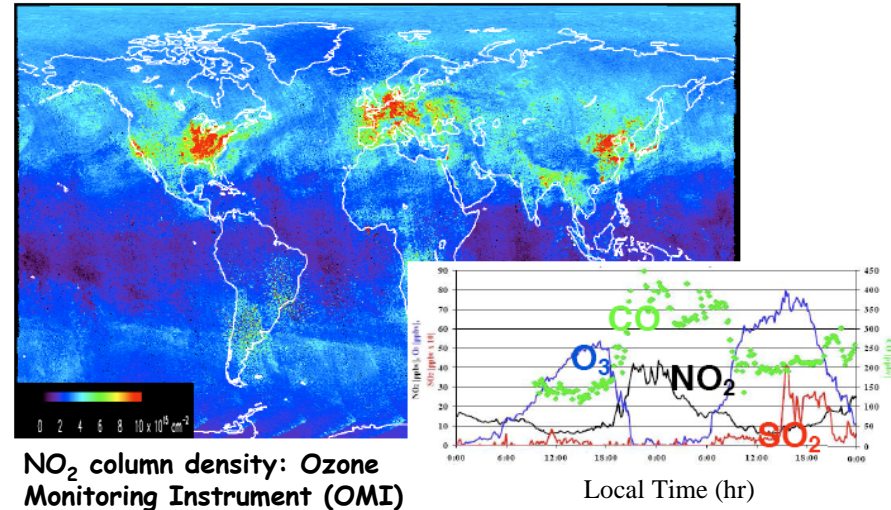 0 2 4 6 8 10 x 10¹⁵ cm⁻²
NO₂ column density: Ozone
Monitoring Instrument (OMI)
90
80
70
60
50
40
30
20
10
0
450
400
350
300
250
200
150
100
50
0
CO
O₃
NO₂
SO₂
0:00 6:00 12:00 18:00 0:00 6:00 12:00 18:00 0:00
Local Time (hr)